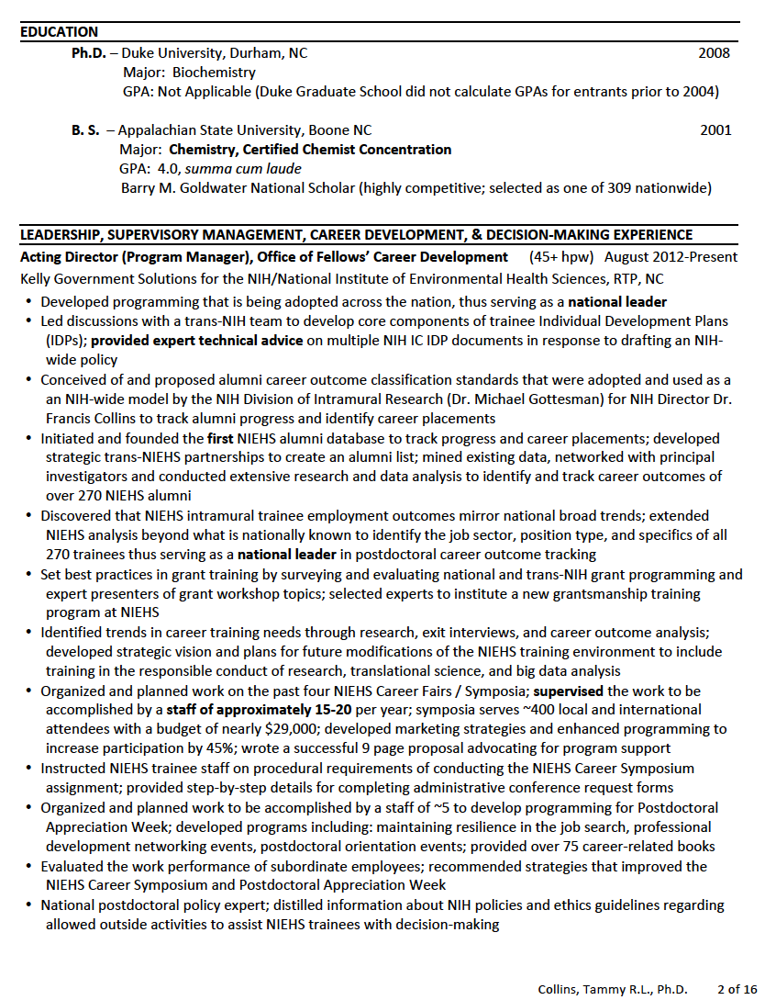 EDUCATION
Ph.D. – Duke University, Durham, NC 2008
Major: Biochemistry
GPA: Not Applicable (Duke Graduate School did not calculate GPAs for entrants prior to 2004)
B. S. – Appalachian State University, Boone NC 2001
Major: Chemistry, Certified Chemist Concentration
GPA: 4.0, summa cum laude
Barry M. Goldwater National Scholar (highly competitive; selected as one of 309 nationwide)
LEADERSHIP, SUPERVISORY MANAGEMENT, CAREER DEVELOPMENT, & DECISION-MAKING EXPERIENCE
Acting Director (Program Manager), Office of Fellows’ Career Development (45+ hpw) August 2012-Present
Kelly Government Solutions for the NIH/National Institute of Environmental Health Sciences, RTP, NC
• Developed programming that is being adopted across the nation, thus serving as a national leader
• Led discussions with a trans-NIH team to develop core components of trainee Individual Development Plans
(IDPs); provided expert technical advice on multiple NIH IC IDP documents in response to drafting an NIH-
wide policy
• Conceived of and proposed alumni career outcome classification standards that were adopted and used as a
an NIH-wide model by the NIH Division of Intramural Research (Dr. Michael Gottesman) for NIH Director Dr.
Francis Collins to track alumni progress and identify career placements
• Initiated and founded the first NIEHS alumni database to track progress and career placements; developed
strategic trans-NIEHS partnerships to create an alumni list; mined existing data, networked with principal
investigators and conducted extensive research and data analysis to identify and track career outcomes of
over 270 NIEHS alumni
• Discovered that NIEHS intramural trainee employment outcomes mirror national broad trends; extended
NIEHS analysis beyond what is nationally known to identify the job sector, position type, and specifics of all
270 trainees thus serving as a national leader in postdoctoral career outcome tracking
• Set best practices in grant training by surveying and evaluating national and trans-NIH grant programming and
expert presenters of grant workshop topics; selected experts to institute a new grantsmanship training
program at NIEHS
• Identified trends in career training needs through research, exit interviews, and career outcome analysis;
developed strategic vision and plans for future modifications of the NIEHS training environment to include
training in the responsible conduct of research, translational science, and big data analysis
• Organized and planned work on the past four NIEHS Career Fairs / Symposia; supervised the work to be
accomplished by a staff of approximately 15-20 per year; symposia serves ~400 local and international
attendees with a budget of nearly $29,000; developed marketing strategies and enhanced programming to
increase participation by 45%; wrote a successful 9 page proposal advocating for program support
• Instructed NIEHS trainee staff on procedural requirements of conducting the NIEHS Career Symposium
assignment; provided step-by-step details for completing administrative conference request forms
• Organized and planned work to be accomplished by a staff of ~5 to develop programming for Postdoctoral
Appreciation Week; developed programs including: maintaining resilience in the job search, professional
development networking events, postdoctoral orientation events; provided over 75 career-related books
• Evaluated the work performance of subordinate employees; recommended strategies that improved the
NIEHS Career Symposium and Postdoctoral Appreciation Week
• National postdoctoral policy expert; distilled information about NIH policies and ethics guidelines regarding
allowed outside activities to assist NIEHS trainees with decision-making
Collins, Tammy R.L., Ph.D. 2 of 16